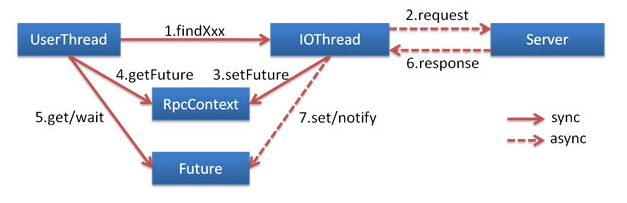 2.request
1.findXxx
UserThread
IOThread
Server
6.response
4.getFuture
3.setFuture
RpcContext
5.get/wait
7.set/notify
sync
async
Future